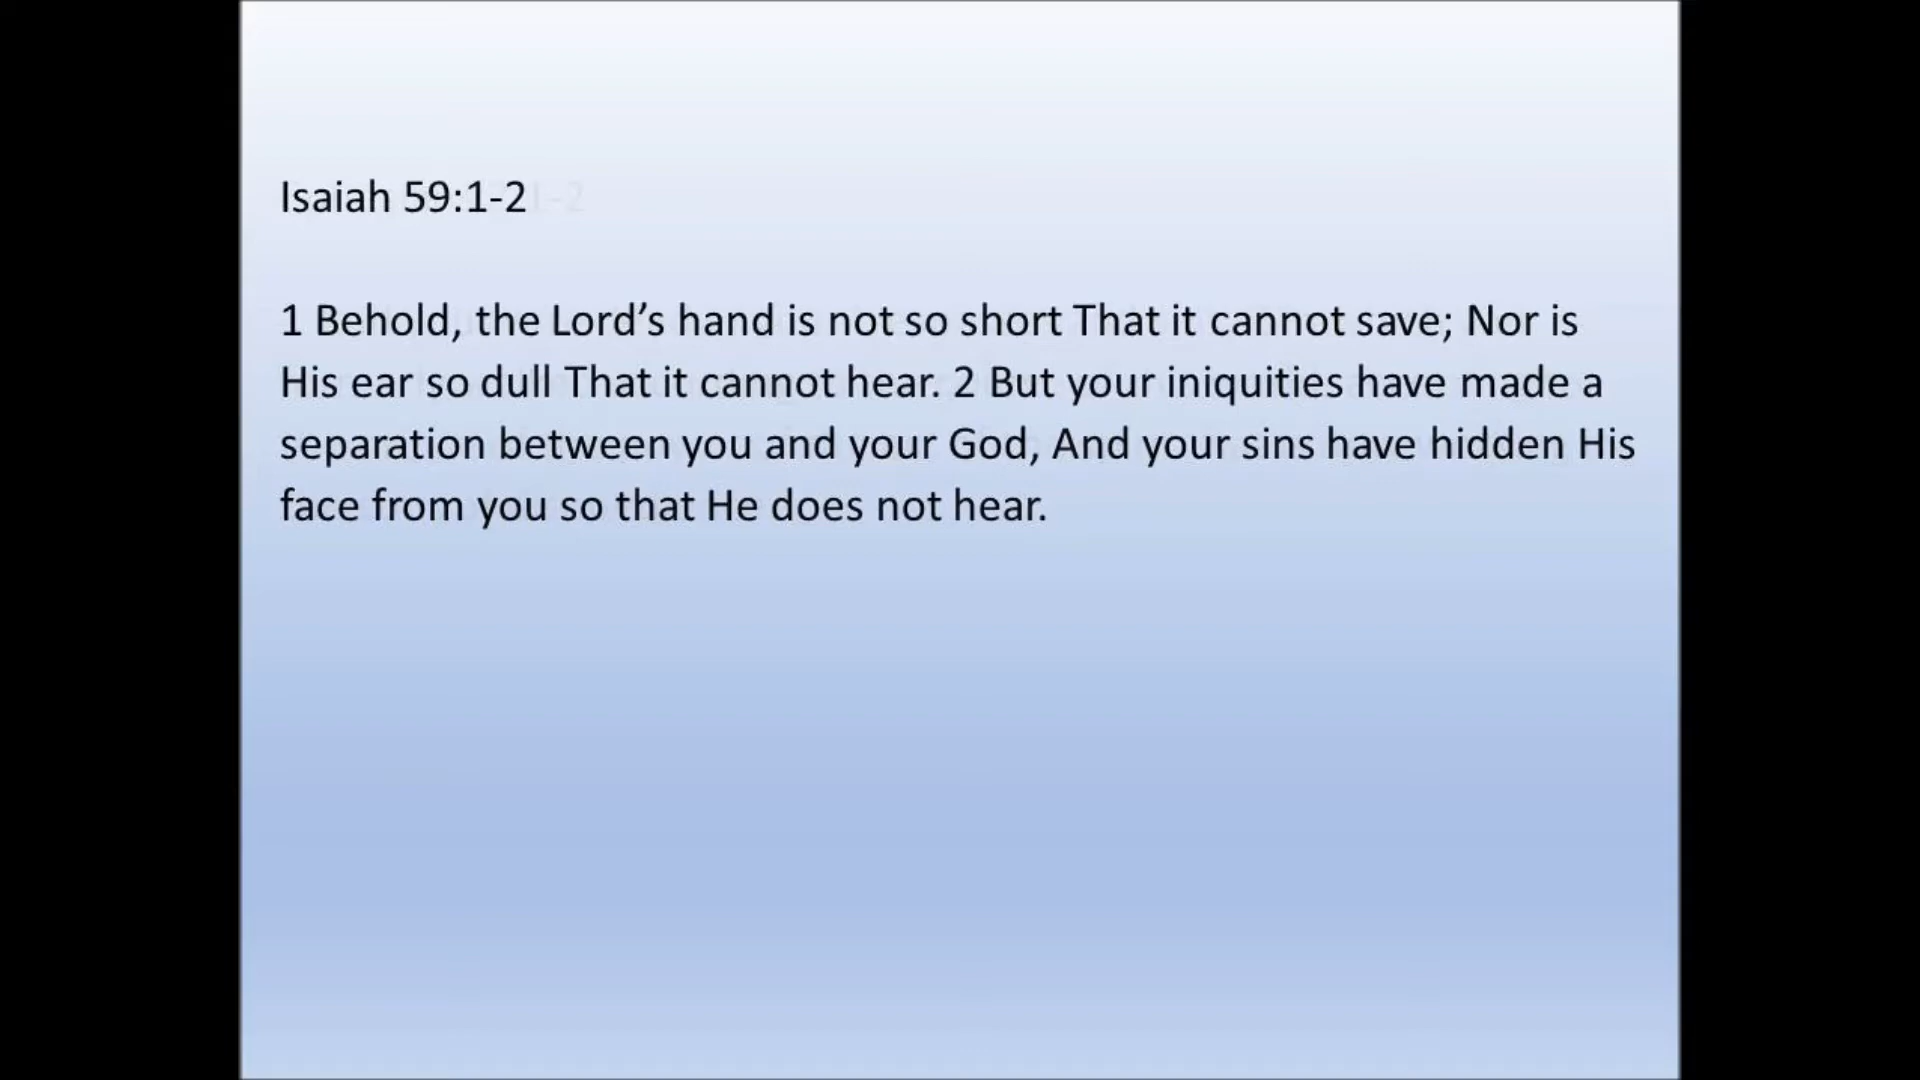 Isaiah 59:1-2
1 Behold, the Lord’s hand is not so short That it cannot save; Nor is
His ear so dull That it cannot hear. 2 But your iniquities have made a
separation between you and your God, And your sins have hidden His
face from you so that He does not hear.